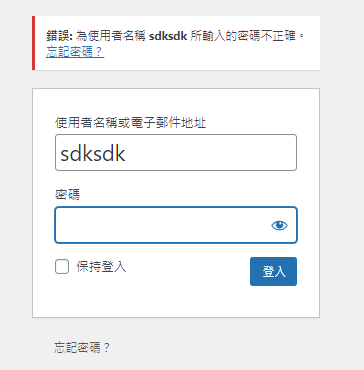 錯誤: 為使用者名稱 sdksdk 所輸入的密碼不正確。
忘記密碼？
使用者名稱或電子郵件地址
sdksdk
密碼
保持登入
登入
忘記密碼？